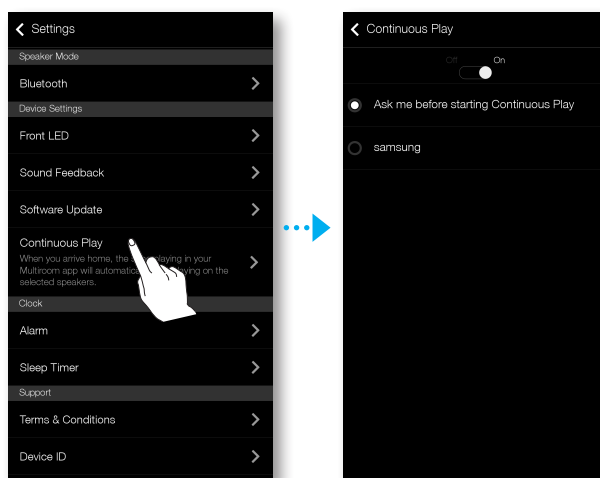 Settings
Speaker Mode
Bluetooth
Device Settings
Front LED
Sound Feedback
Software Update
Continuous Play
When you arrive home, the playing in your
Multiroom app will playing on the
selected speakers.
Clock
Alarm
Sleep Timer
Support
Terms & Conditions
Device ID
Continuous Play
Off On
Ask me before starting Continuous Play
samsung